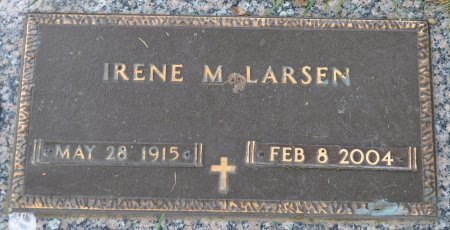 IRENE M LARSEN
MAY 28 1915 FEB 8 2004